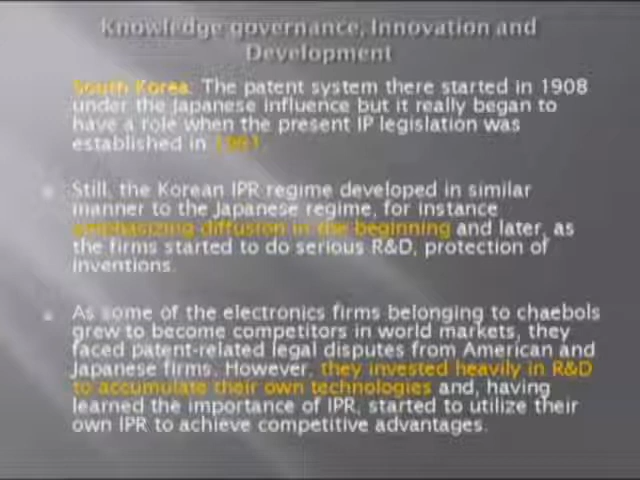 Knowledge governance, Innovation and
Development
South Korea. The patent system there started in 1908
under the Japanese influence but it really began to
have a role when the present IP legislation was
established in
Still, the Korean IPR regime developed in similar
manner to the Japanese regime, for instance
emphasizing diffusion in the beginning and later, as
the firms started to do serious R&D, protection of
inventions.
As some of the electronics firms belonging to chaebols
grew to become competitors in world markets, they
faced patent-related legal disputes from American and
Japanese firms. However, they invested heavily in R&D
to accumulate their own technologies and, having
learned the importance of IPR, started to utilize their
own IPR to achieve competitive advantages.